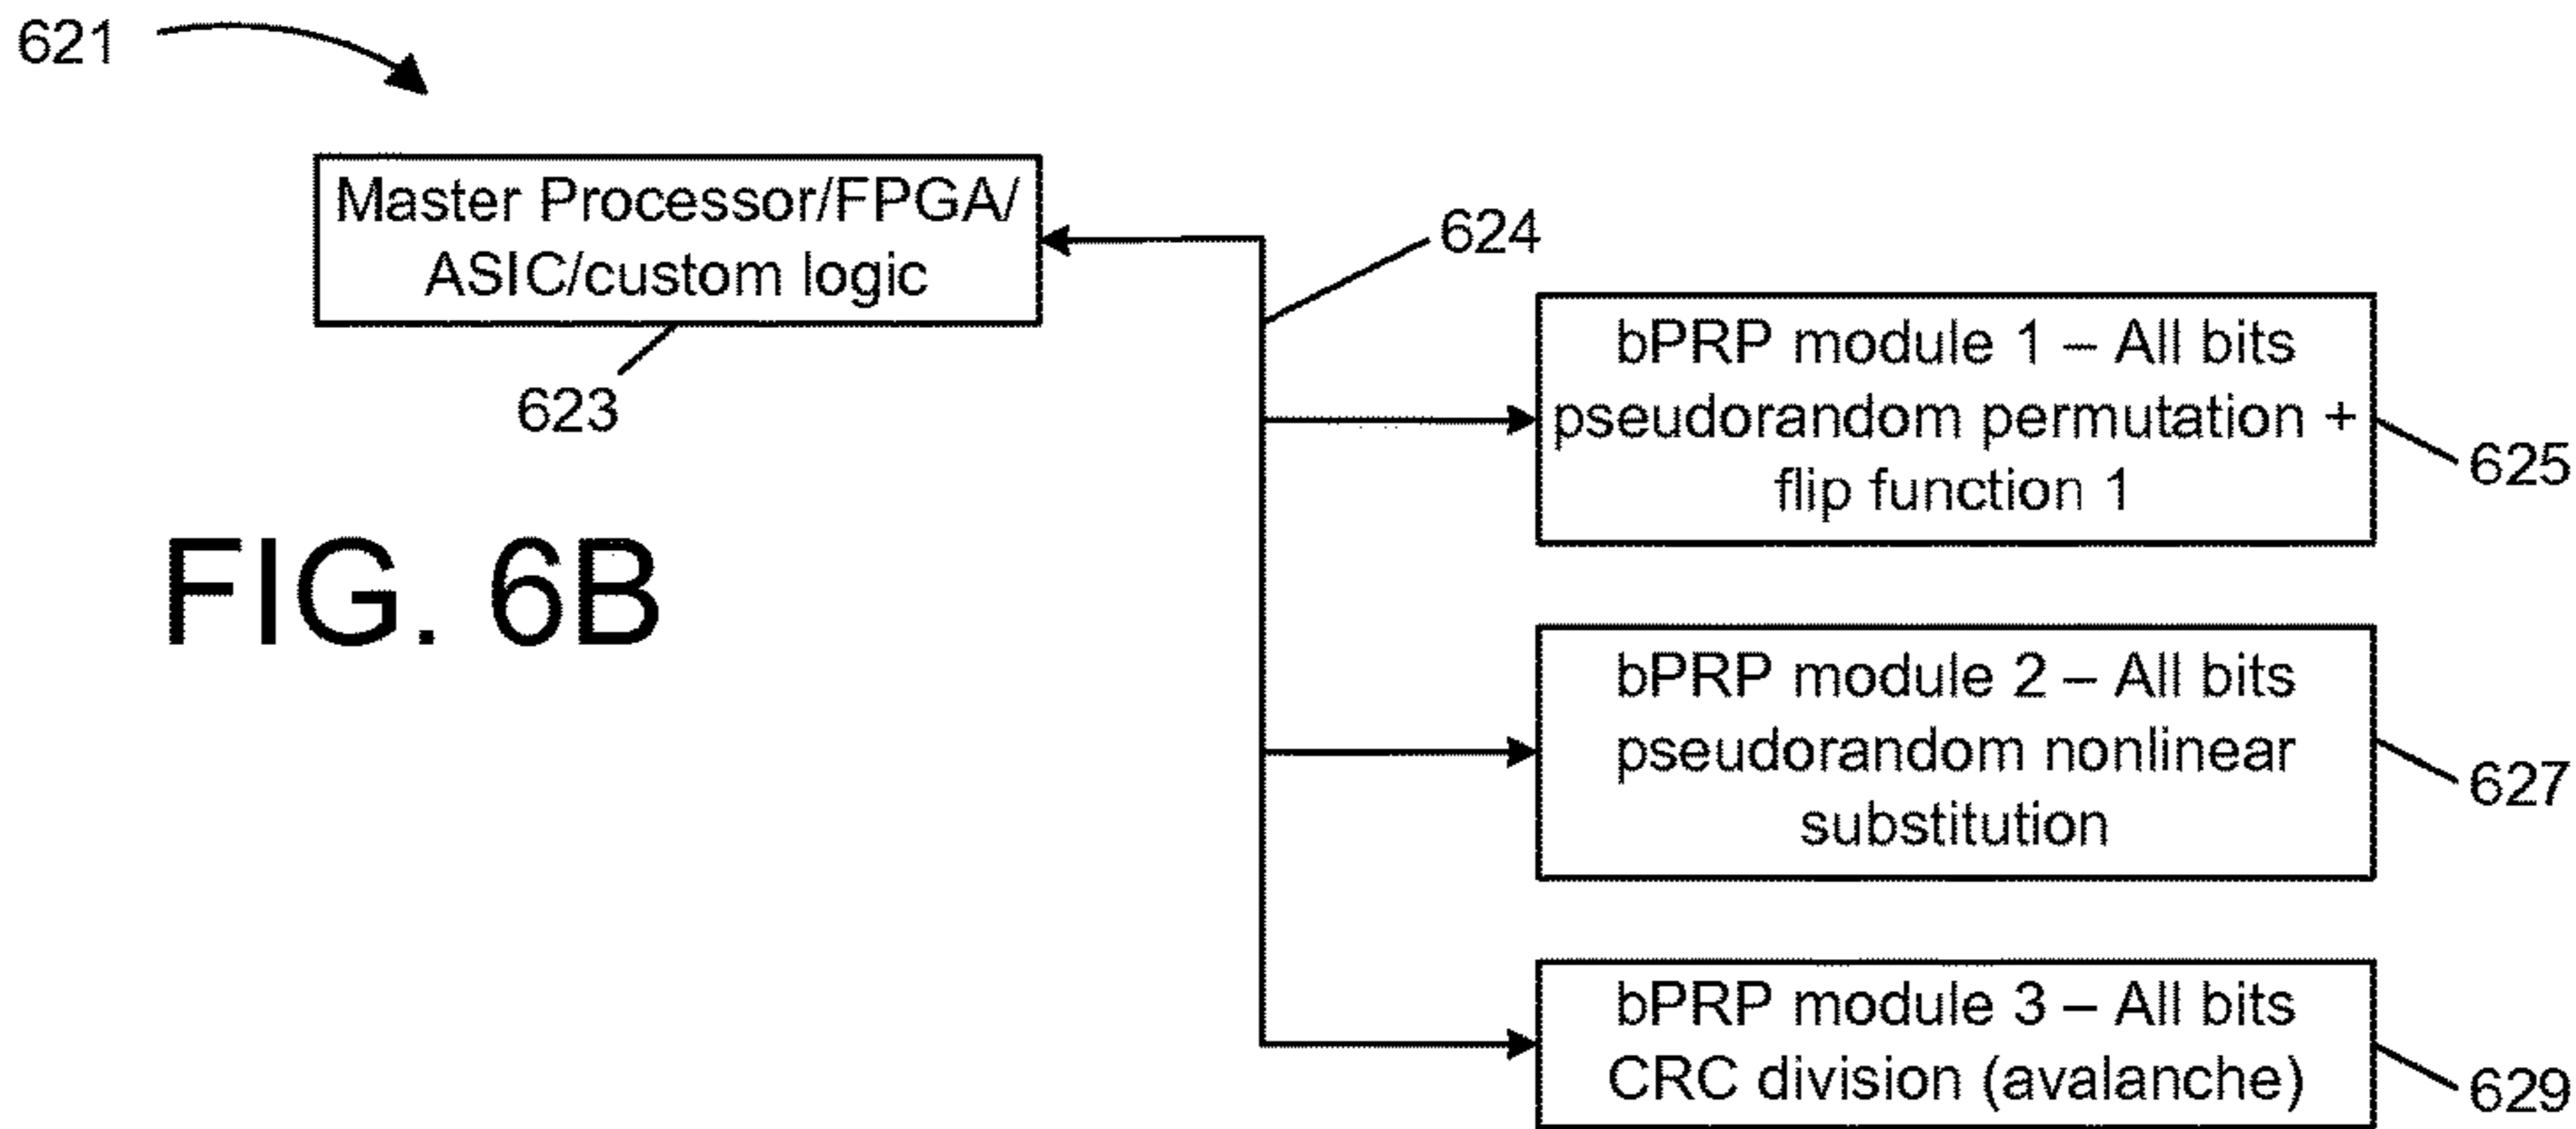 621
Master Processor/FPGA/
ASIC/custom logic
623
624
bPRP module 1 – All bits
pseudorandom permutation +
flip function 1
625
FIG. 6B
bPRP module 2 – All bits
pseudorandom nonlinear
substitution
627
bPRP module 3 – All bits
CRC division (avalanche)
629